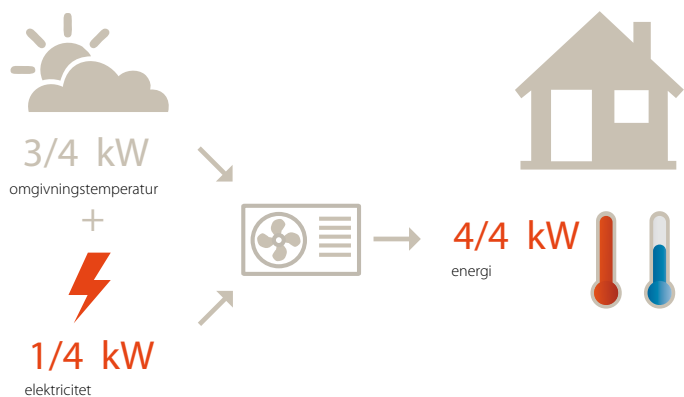 3/4 kW
omgivningstemperatur
+
1/4 kW
elektricitet
4/4 kW
energi